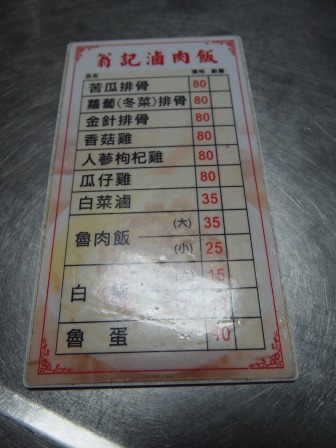 翁記滷肉飯
品名 價格 數量
苦瓜排骨 80
蘿蔔(冬菜)排骨 80
金針排骨 80
香菇雞 80
人蔘枸杞雞 80
瓜仔雞 80
白菜滷 35
魯肉飯 (大) 35
(小) 25
白 15
魯蛋 10